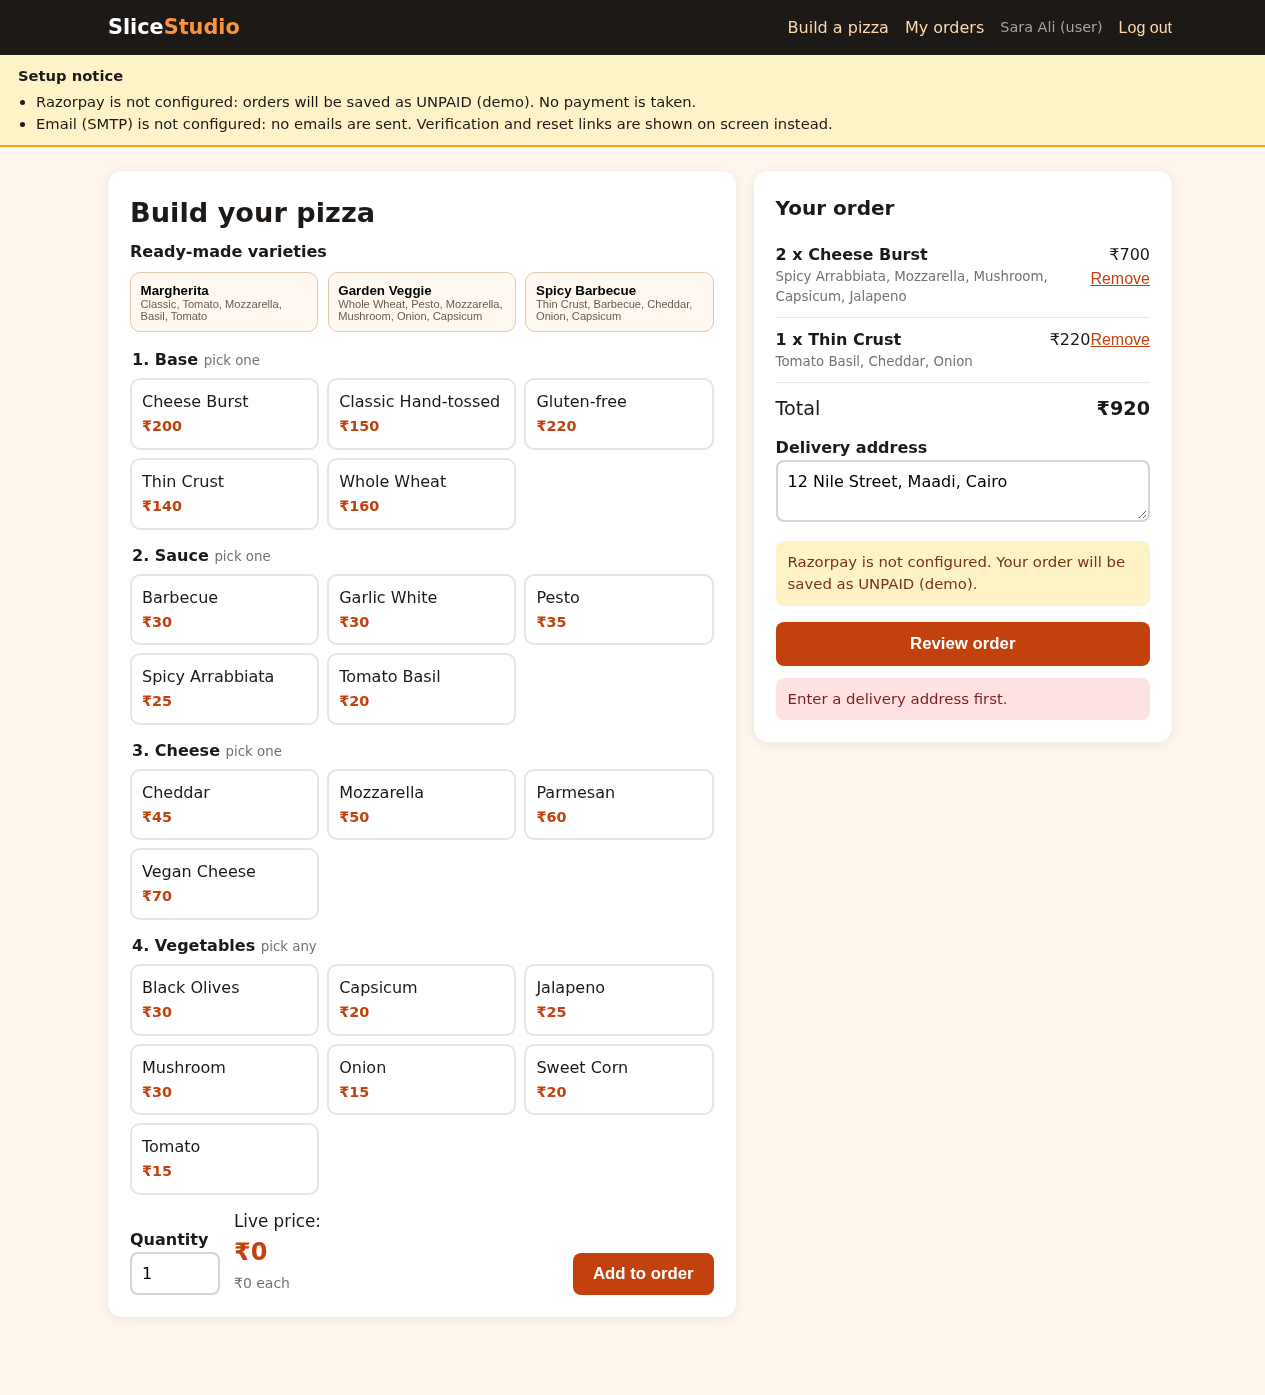 SliceStudio
Build a pizza My orders Sara Ali (user) Log out
Setup notice
• Razorpay is not configured: orders will be saved as UNPAID (demo). No payment is taken.
• Email (SMTP) is not configured: no emails are sent. Verification and reset links are shown on screen instead.
Build your pizza
Ready-made varieties
Margherita
Classic, Tomato, Mozzarella,
Basil, Tomato
Garden Veggie
Whole Wheat, Pesto, Mozzarella,
Mushroom, Onion, Capsicum
Spicy Barbecue
Thin Crust, Barbecue, Cheddar,
Onion, Capsicum
1. Base pick one
Cheese Burst
₹200
Classic Hand-tossed
₹150
Gluten-free
₹220
Thin Crust
₹140
Whole Wheat
₹160
2. Sauce pick one
Barbecue
₹30
Garlic White
₹30
Pesto
₹35
Spicy Arrabbiata
₹25
Tomato Basil
₹20
3. Cheese pick one
Cheddar
₹45
Mozzarella
₹50
Parmesan
₹60
Vegan Cheese
₹70
4. Vegetables pick any
Black Olives
₹30
Capsicum
₹20
Jalapeno
₹25
Mushroom
₹30
Onion
₹15
Sweet Corn
₹20
Tomato
₹15
Quantity
1
Live price:
₹0
₹0 each
Add to order
Your order
2 x Cheese Burst
Spicy Arrabbiata, Mozzarella, Mushroom,
Capsicum, Jalapeno
₹700
Remove
1 x Thin Crust
Tomato Basil, Cheddar, Onion
₹220Remove
Total ₹920
Delivery address
12 Nile Street, Maadi, Cairo
Razorpay is not configured. Your order will be
saved as UNPAID (demo).
Review order
Enter a delivery address first.